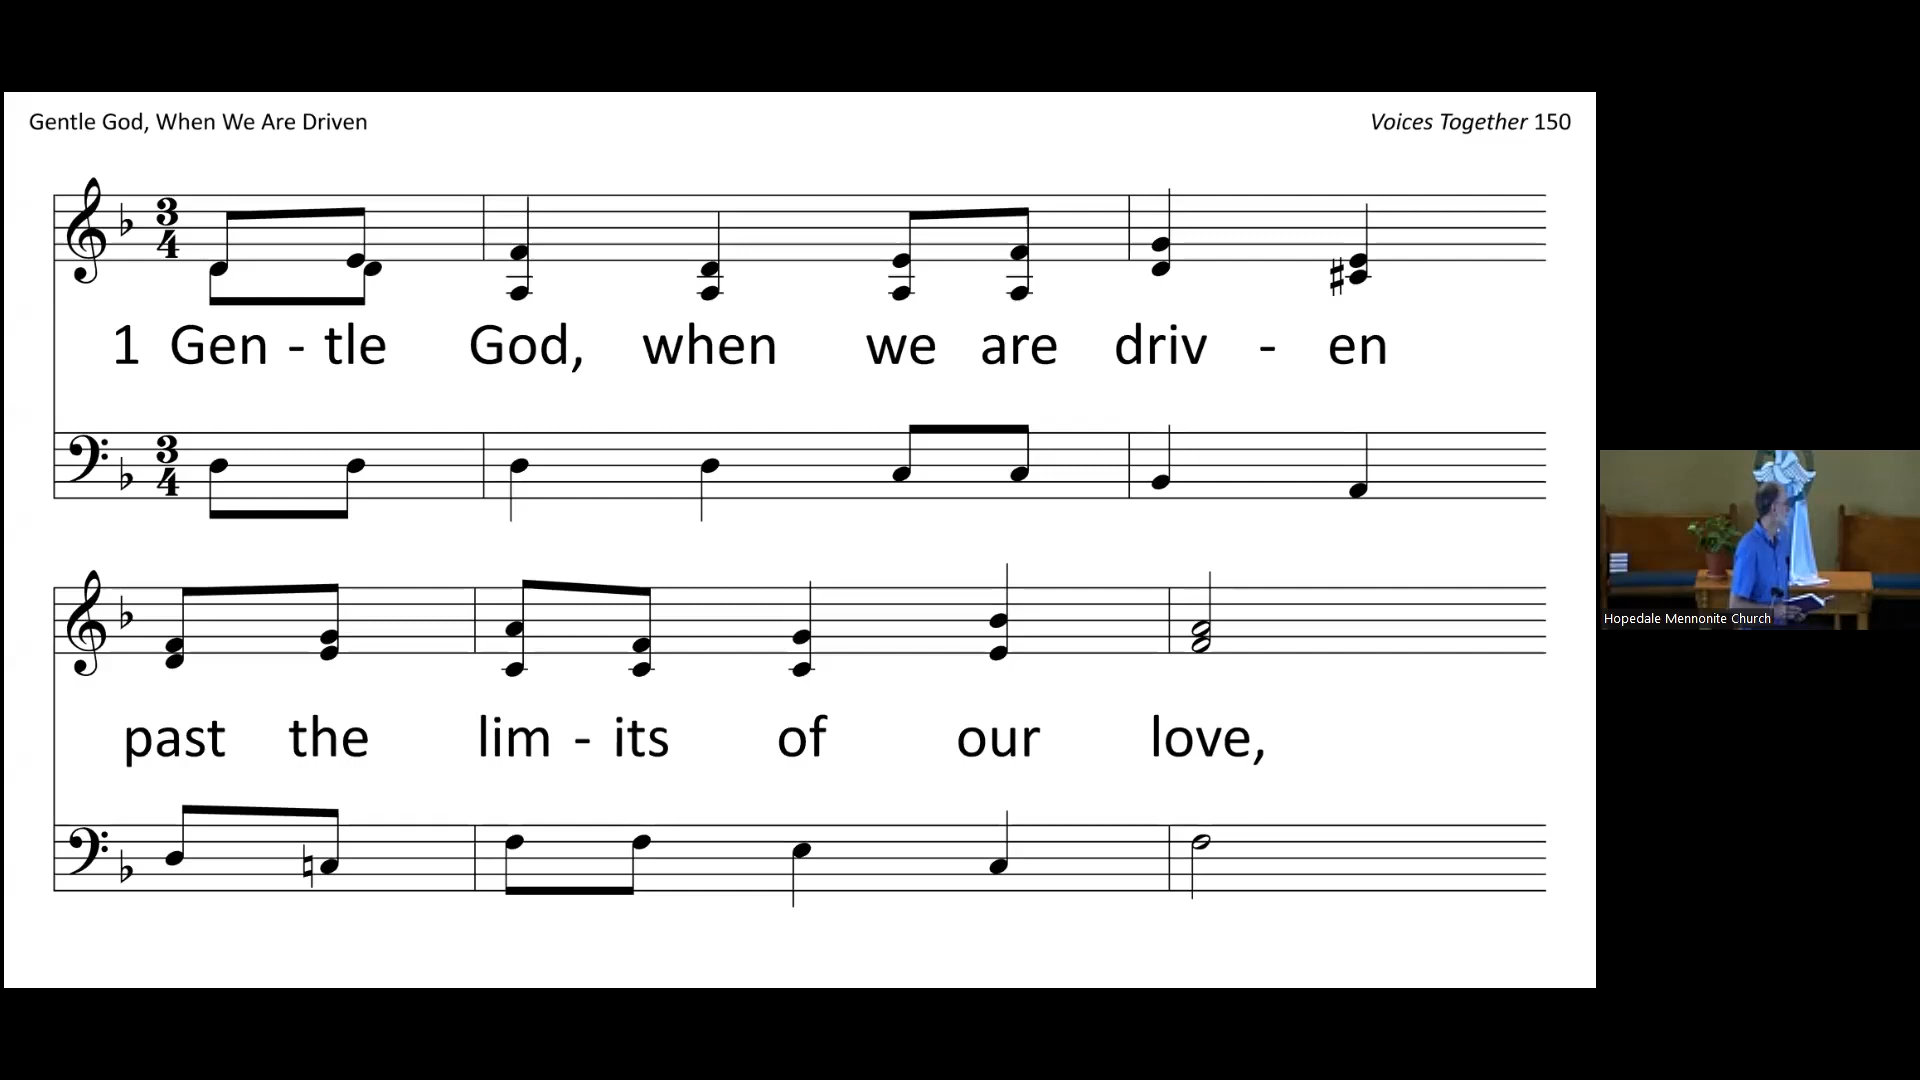 Gentle God, When We Are Driven
Voices Together 150
1 Gen - tle God, when we are driv - en
past the lim - its of our love,
Hopedale Mennonite Church